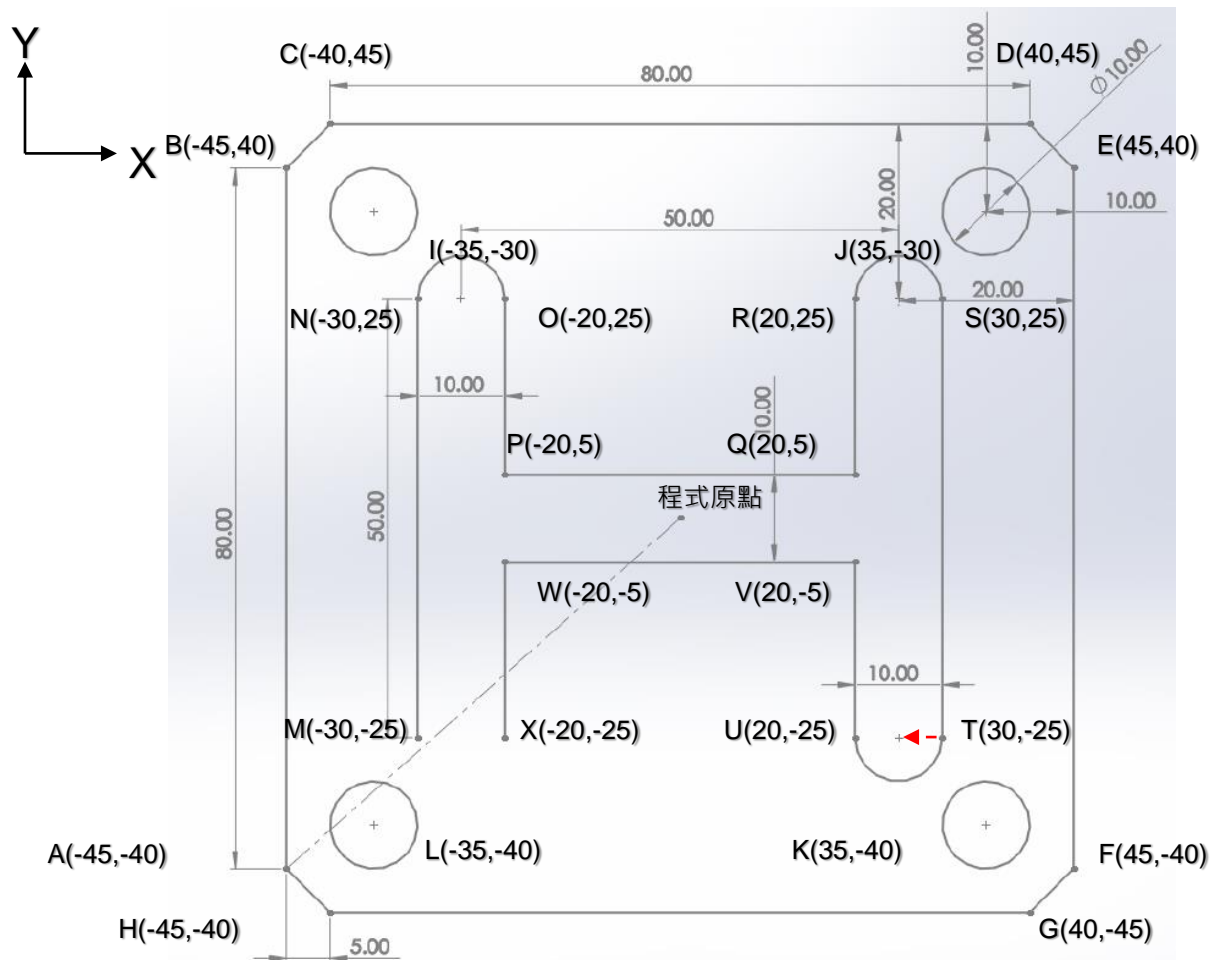 Y
C(-40,45)
10.00
D(40,45)
80.00
Ø10.00
X
B(-45,40)
E(45,40)
20.00
10.00
50.00
I(-35,-30)
J(35,-30)
20.00
N(-30,25)
O(-20,25)
R(20,25)
S(30,25)
10.00
10.00
P(-20,5)
Q(20,5)
程式原點
50.00
80.00
W(-20,-5)
V(20,-5)
10.00
M(-30,-25)
X(-20,-25)
U(20,-25)
T(30,-25)
A(-45,-40)
L(-35,-40)
K(35,-40)
F(45,-40)
H(-45,-40)
5.00
G(40,-45)